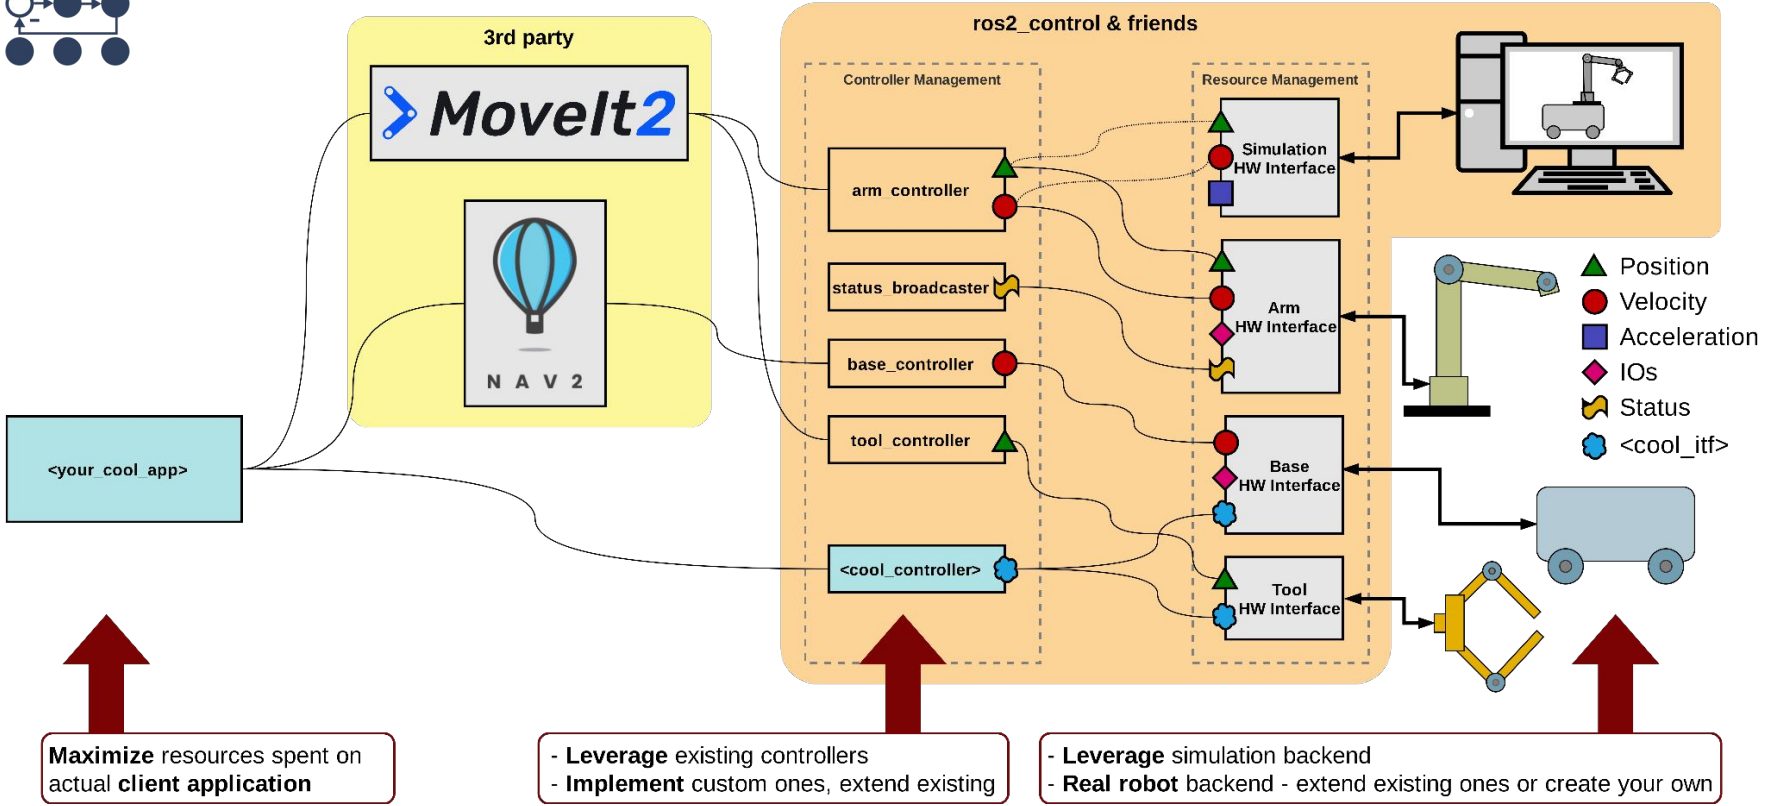 3rd party
MoveIt2
NAV2
<your_cool_app>
ros2_control & friends
Controller Management
arm_controller
status_broadcaster
base_controller
tool_controller
<cool_controller>
Resource Management
Simulation
HW Interface
Arm
HW Interface
Base
HW Interface
Tool
HW Interface
Position
Velocity
Acceleration
IOs
Status
<cool_itf>
Maximize resources spent on
actual client application
- Leverage existing controllers
- Implement custom ones, extend existing
- Leverage simulation backend
- Real robot backend - extend existing ones or create your own